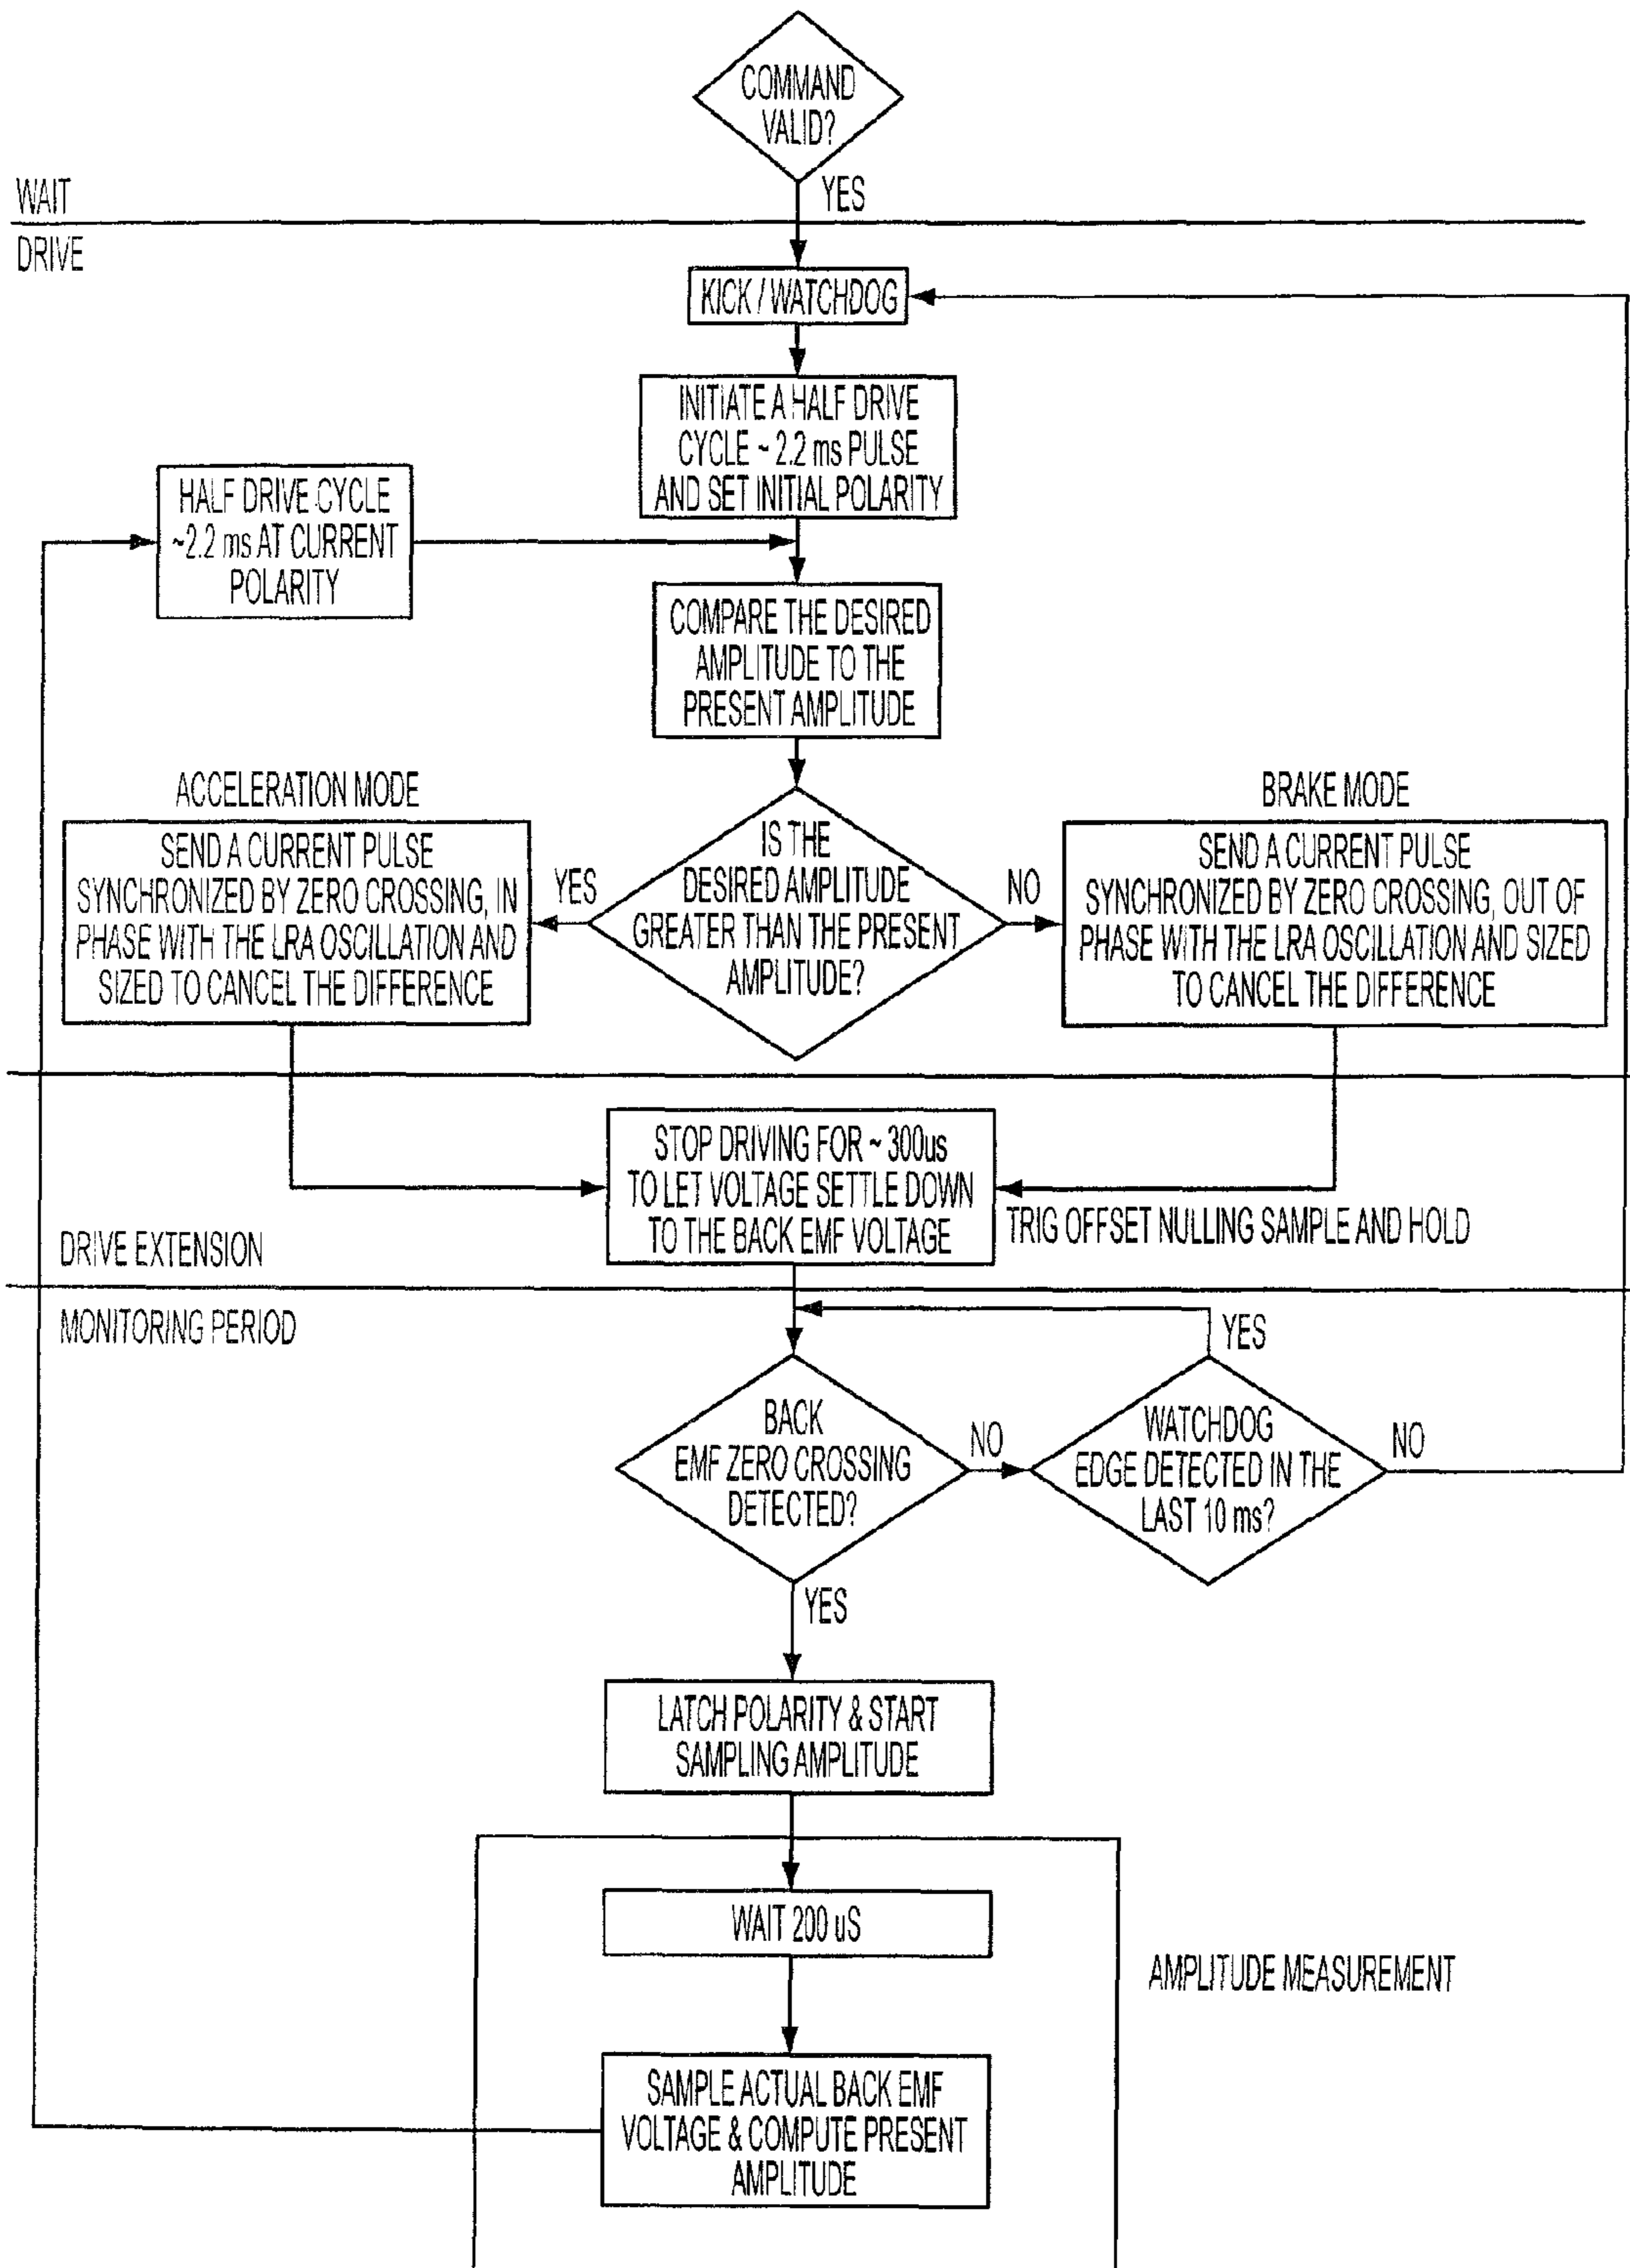 COMMAND
VALID?
YES
WAIT
DRIVE
KICK / WATCHDOG
INITIATE A HALF DRIVE
CYCLE ~ 2.2 ms PULSE
AND SET INITIAL POLARITY
HALF DRIVE CYCLE
~2.2 ms AT CURRENT
POLARITY
COMPARE THE DESIRED
AMPLITUDE TO THE
PRESENT AMPLITUDE
ACCELERATION MODE
SEND A CURRENT PULSE
SYNCHRONIZED BY ZERO CROSSING, IN
PHASE WITH THE LRA OSCILLATION AND
SIZED TO CANCEL THE DIFFERENCE
YES
IS THE
DESIRED AMPLITUDE
GREATER THAN THE PRESENT
AMPLITUDE?
NO
BRAKE MODE
SEND A CURRENT PULSE
SYNCHRONIZED BY ZERO CROSSING, OUT OF
PHASE WITH THE LRA OSCILLATION AND SIZED
TO CANCEL THE DIFFERENCE
STOP DRIVING FOR ~ 300us
TO LET VOLTAGE SETTLE DOWN
TO THE BACK EMF VOLTAGE
TRIG OFFSET NULLING SAMPLE AND HOLD
DRIVE EXTENSION
MONITORING PERIOD
YES
BACK
EMF ZERO CROSSING
DETECTED?
NO
WATCHDOG
EDGE DETECTED IN THE
LAST 10 ms?
NO
YES
LATCH POLARITY & START
SAMPLING AMPLITUDE
WAIT 200 uS
AMPLITUDE MEASUREMENT
SAMPLE ACTUAL BACK EMF
VOLTAGE & COMPUTE PRESENT
AMPLITUDE